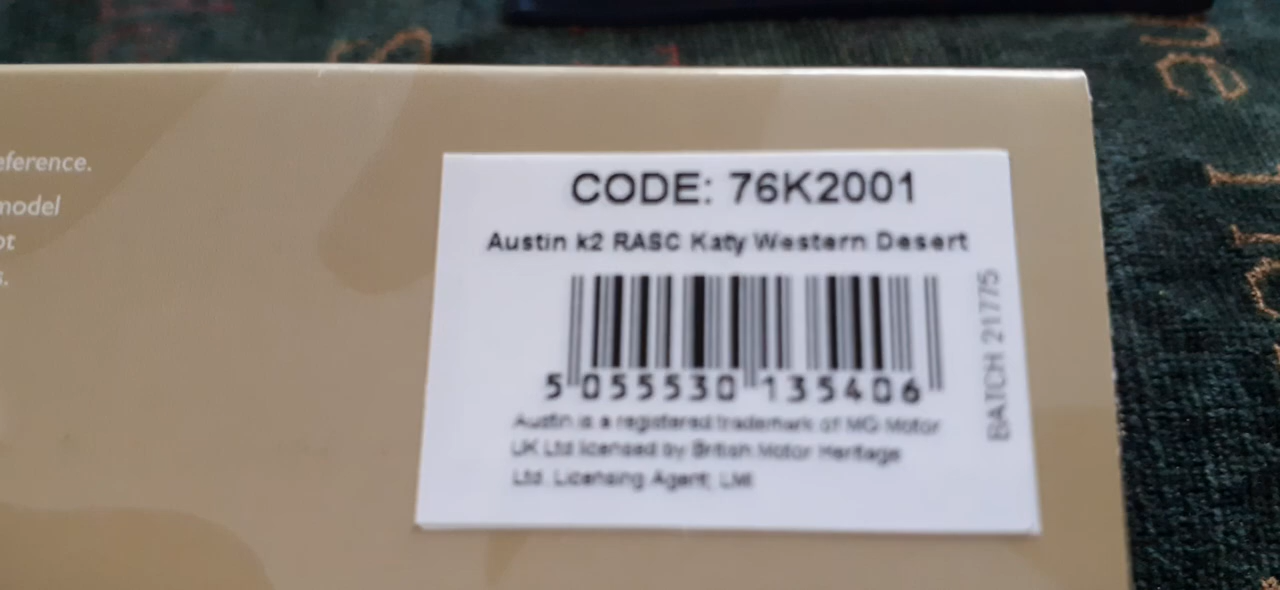 eference.
model
ot
s.
CODE: 76K2001
Austin k2 RASC Katy Western Desert
5 055530 135406
BATCH 21775
Austin is a registered trademark of MG Motor
UK Ltd licensed by British Motor Heritage
Ltd. Licensing Agent; LMI